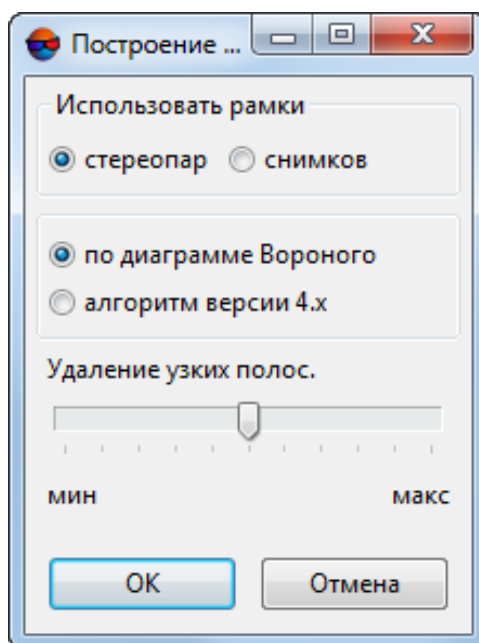 Построение ...
Использовать рамки
стереопар снимков
по диаграмме Вороного
алгоритм версии 4.x
Удаление узких полос.
мин макс
OK Отмена